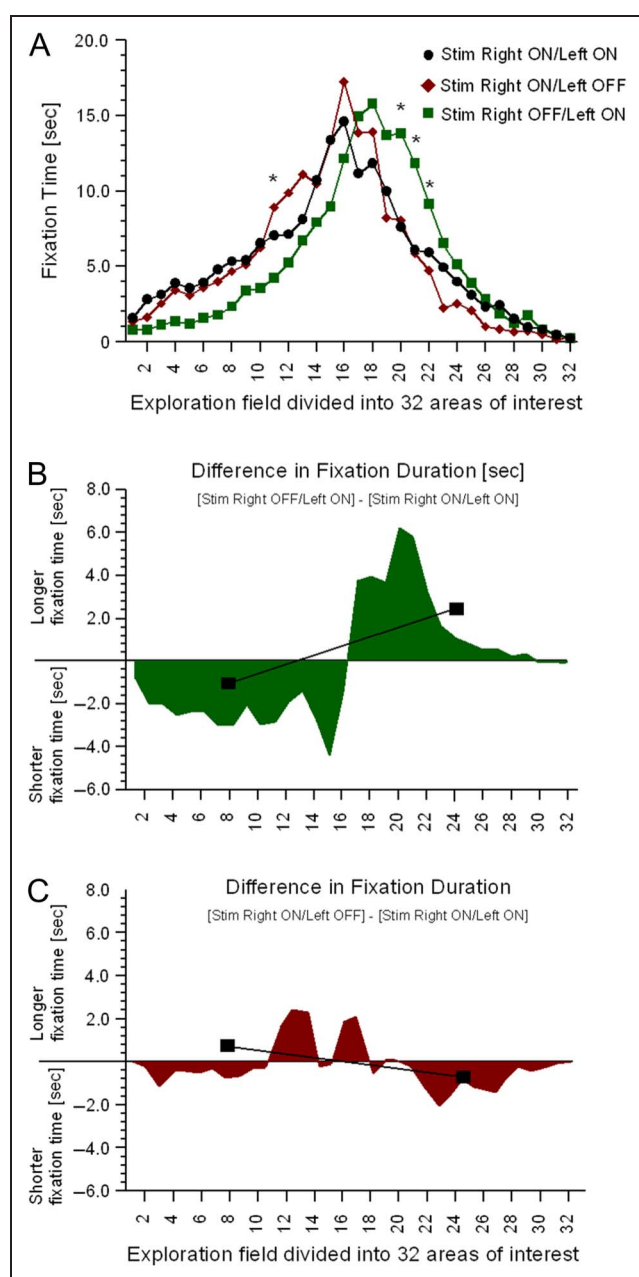 A
20.0
15.0
10.0
5.0
0
Fixation Time [sec]
Stim Right ON/Left ON
Stim Right ON/Left OFF
Stim Right OFF/Left ON
*
*
*
*
2 4 6 8 10 12 14 16 18 20 22 24 26 28 30 32
Exploration field divided into 32 areas of interest
B
Difference in Fixation Duration [sec]
[Stim Right OFF/Left ON] - [Stim Right ON/Left ON]
8.0
6.0
4.0
2.0
−2.0
−4.0
−6.0
Longer
fixation time [sec]
Shorter
fixation time [sec]
2 4 6 8 10 12 14 16 18 20 22 24 26 28 30 32
C
Difference in Fixation Duration
[Stim Right ON/Left OFF] - [Stim Right ON/Left ON]
8.0
6.0
4.0
2.0
−2.0
−4.0
−6.0
Longer
fixation time [sec]
Shorter
fixation time [sec]
2 4 6 8 10 12 14 16 18 20 22 24 26 28 30 32
Exploration field divided into 32 areas of interest